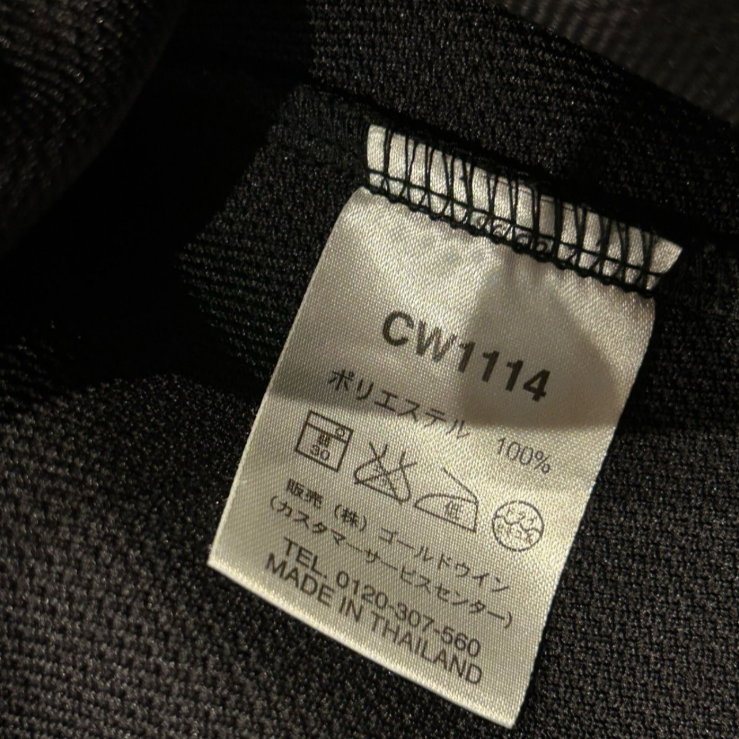 CW1114
ポリエステル 100%
弱
30
低
販売 (株) ゴールドウイン
(カスタマーサービスセンター)
TEL. 0120-307-560
MADE IN THAILAND